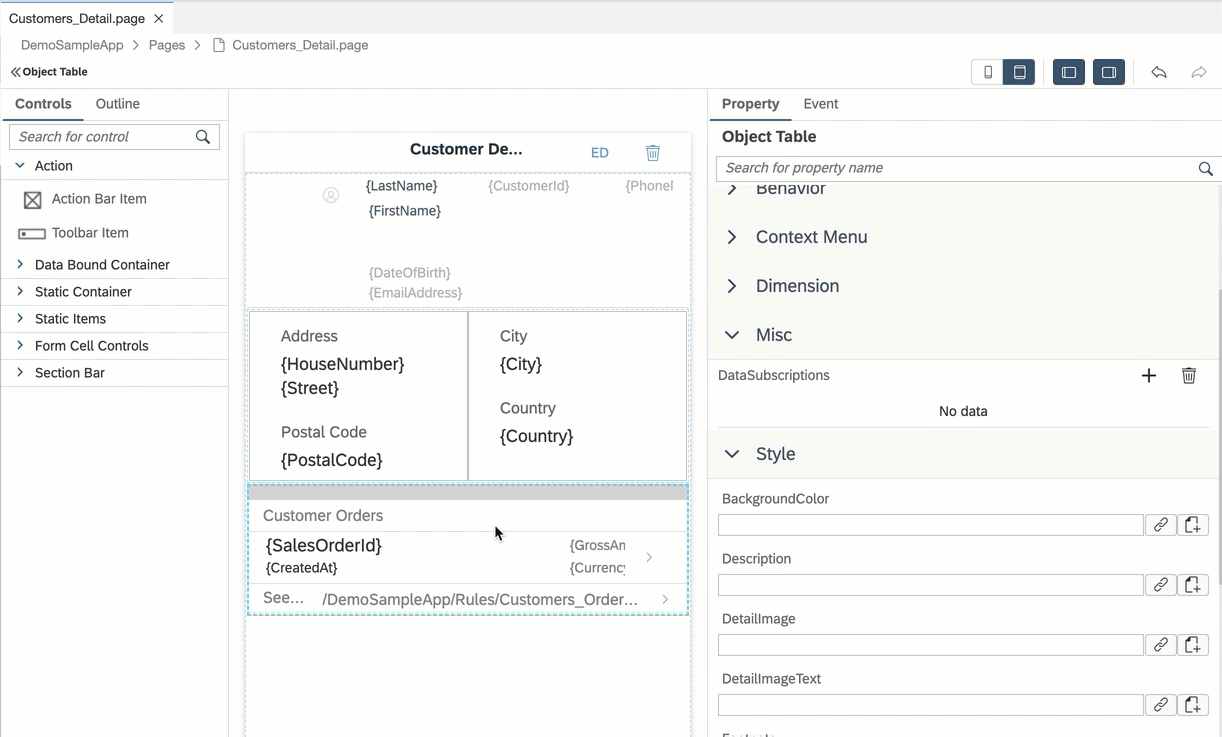 Customers_Detail.page
DemoSampleApp > Pages > Customers_Detail.page
Object Table
Controls Outline
Search for control
Action
Action Bar Item
Toolbar Item
Data Bound Container
Static Container
Static Items
Form Cell Controls
Section Bar
Customer De...
ED
{LastName} {CustomerId} {PhoneI
{FirstName}
{DateOfBirth}
{EmailAddress}
Address
{HouseNumber}
{Street}
Postal Code
{PostalCode}
City
{City}
Country
{Country}
Customer Orders
{SalesOrderId} {GrossAn
{CreatedAt} {Currency
See... /DemoSampleApp/Rules/Customers_Order...
Property Event
Object Table
Search for property name
Behavior
Context Menu
Dimension
Misc
DataSubscriptions
No data
Style
BackgroundColor
Description
DetailImage
DetailImageText